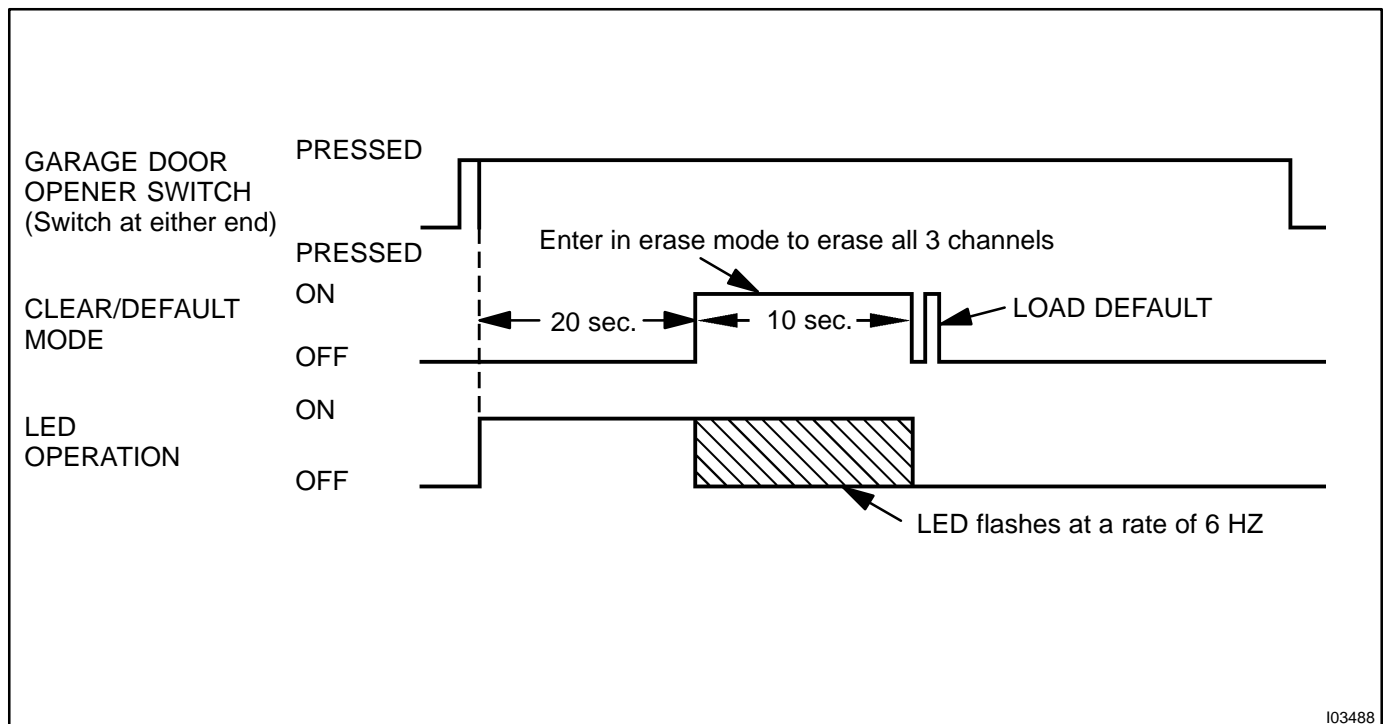 GARAGE DOOR
OPENER SWITCH
(Switch at either end)
PRESSED
PRESSED
Enter in erase mode to erase all 3 channels
CLEAR/DEFAULT
MODE
ON
OFF
20 sec.
10 sec.
LOAD DEFAULT
LED
OPERATION
ON
OFF
LED flashes at a rate of 6 HZ
I03488